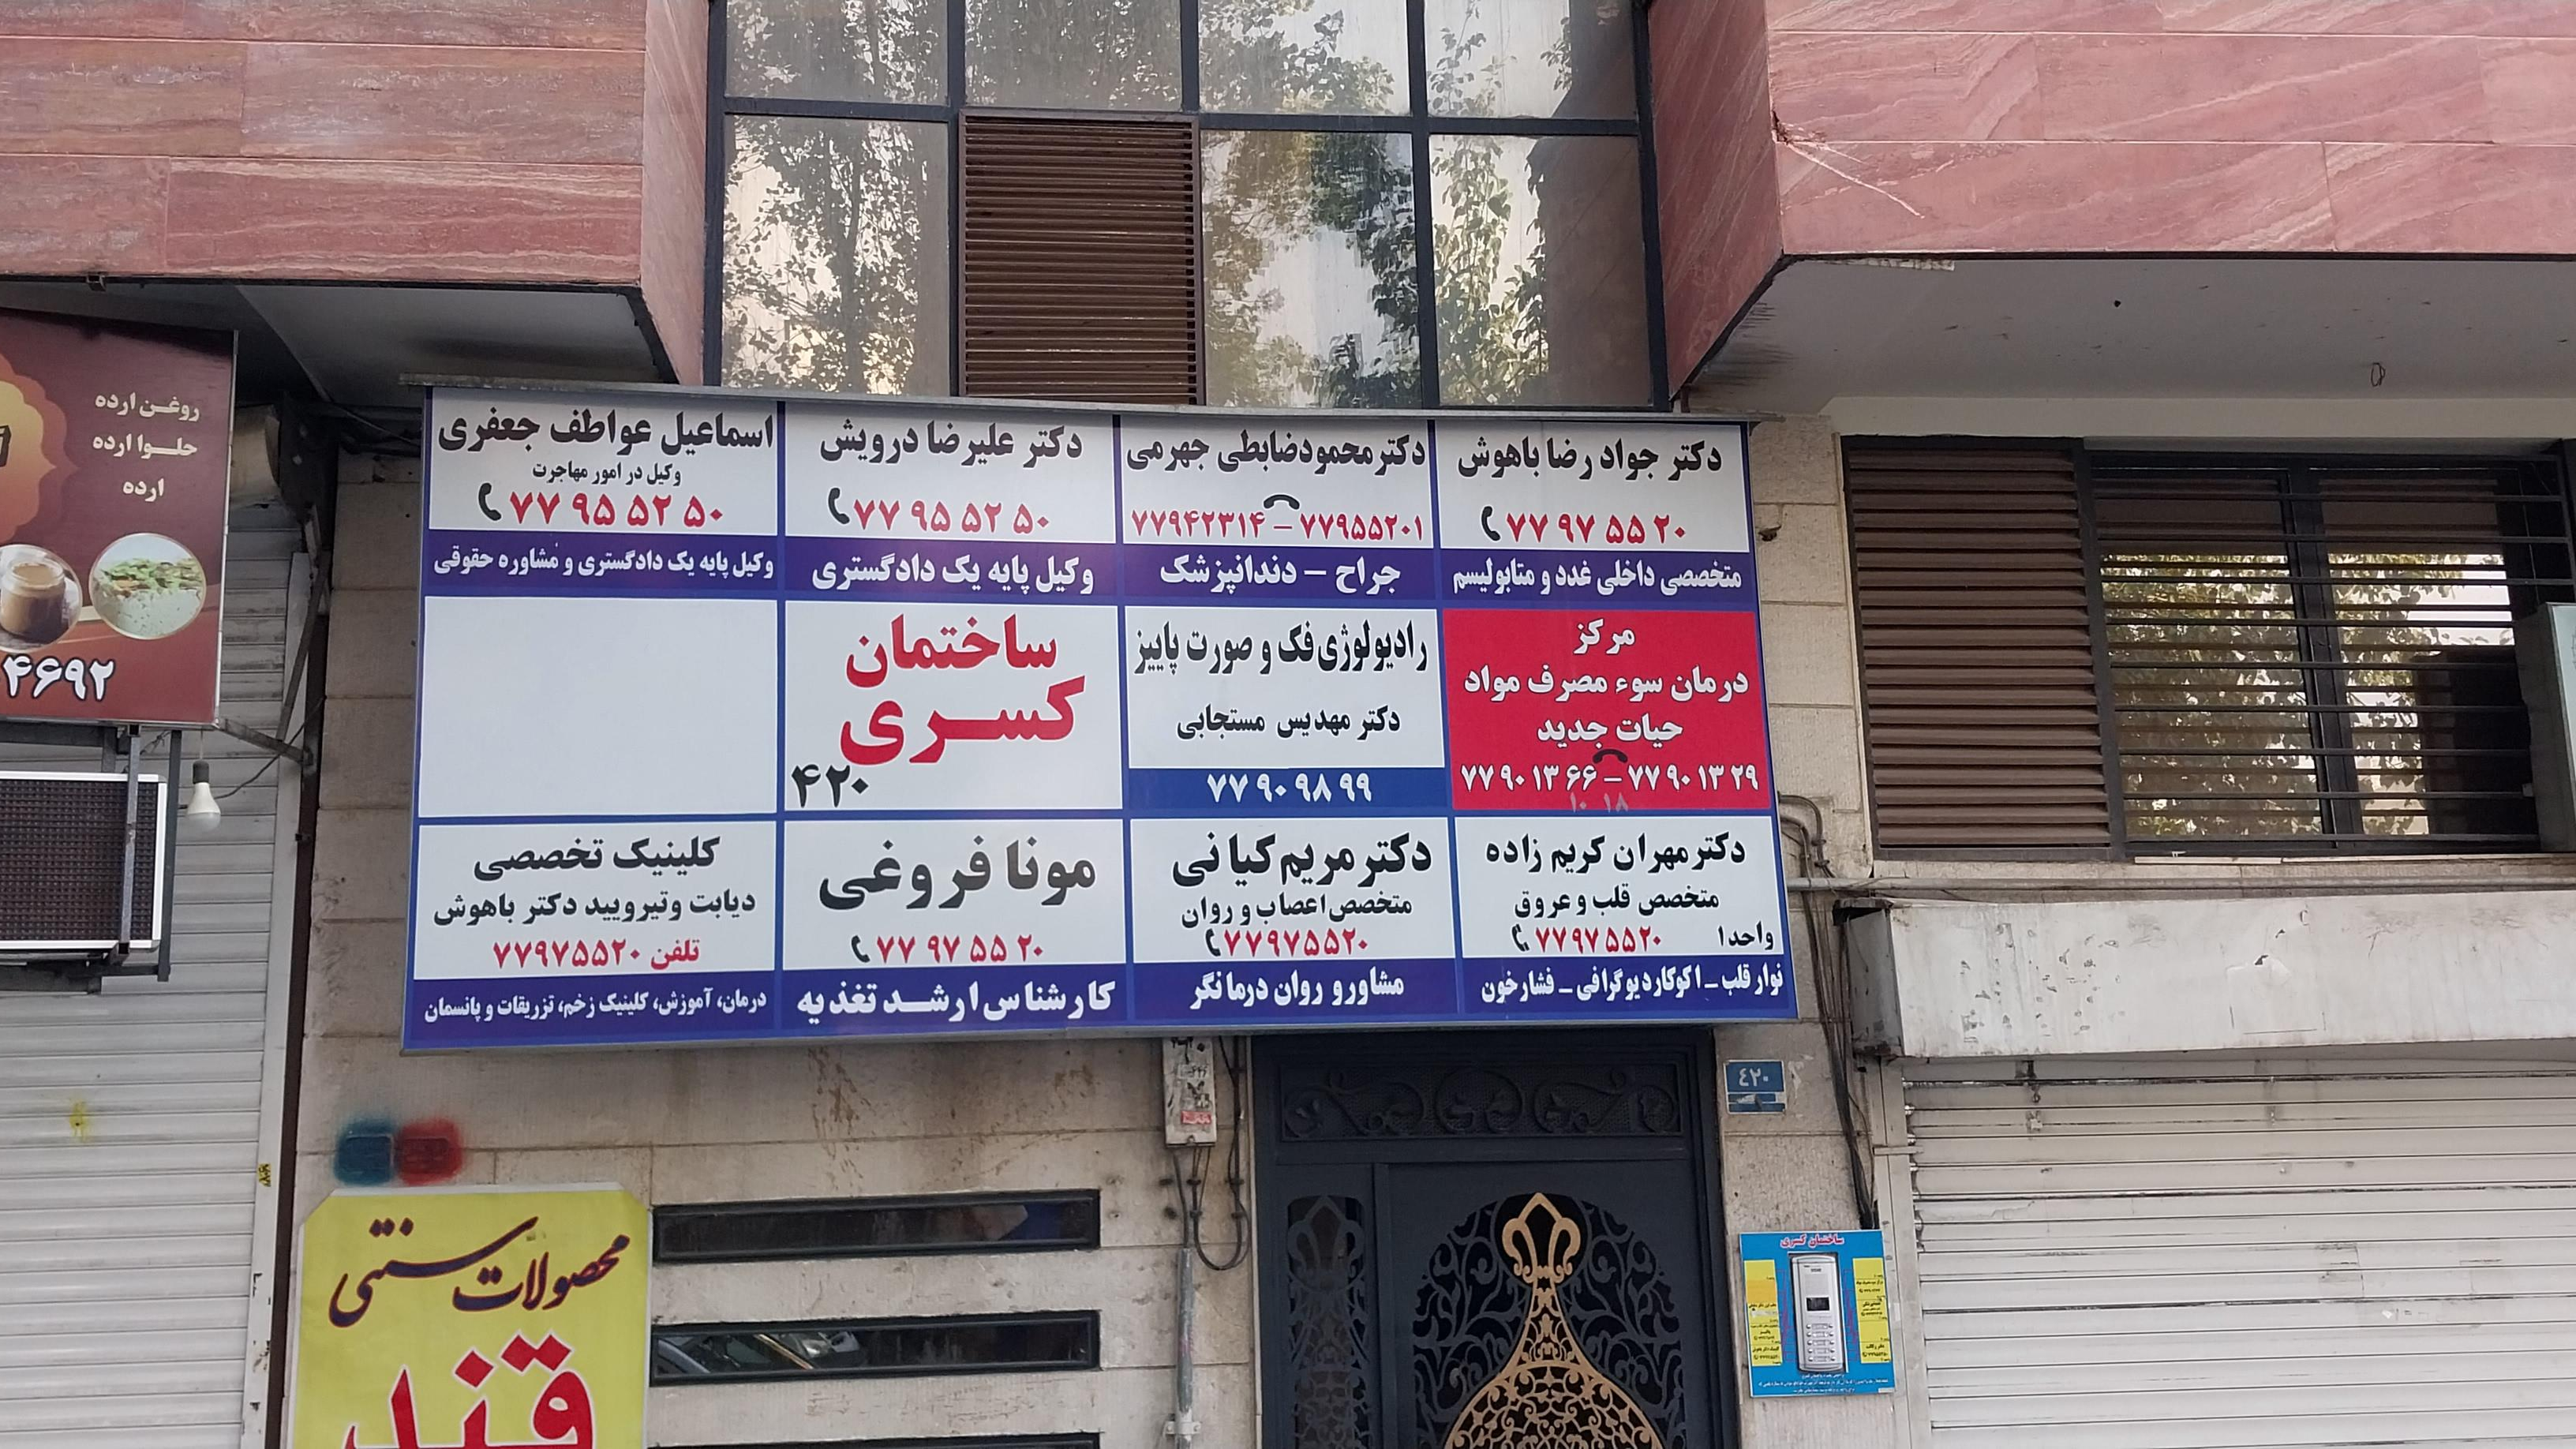 دکتر جواد رضا باهوش
۷۷ ۹۷ ۵۵ ۲۰
متخصصی داخلی غدد و متابولیسم
دکتر محمود ضابطی جهرمی
۷۷۹۴۲۳۱۴ – ۷۷۹۵۵۲۰۱
جراح – دندانپزشک
دکتر علیرضا درویش
۷۷ ۹۵ ۵۲ ۵۰
وکیل پایه یک دادگستری
اسماعیل عواطف جعفری
وکیل در امور مهاجرت
۷۷ ۹۵ ۵۲ ۵۰
وکیل پایه یک دادگستری و مشاوره حقوقی
مرکز
درمان سوء مصرف مواد
حیات جدید
۷۷ ۹۰ ۱۳ ۶۶ – ۷۷ ۹۰ ۱۳ ۲۹
۱۰ ۱۸
رادیولوژی فک و صورت پاییز
دکتر مهدیس مستجابی
۷۷ ۹۰ ۹۸ ۹۹
ساختمان
کسری
۴۲۰
دکتر مهران کریم زاده
متخصص قلب و عروق
واحد ۱ ۷۷۹۷۵۵۲۰
نوار قلب – اکوکاردیوگرافی – فشارخون
دکتر مریم کیانی
متخصص اعصاب و روان
۷۷۹۷۵۵۲۰
مشاور و روان درمانگر
مونا فروغی
۷۷ ۹۷ ۵۵ ۲۰
کارشناس ارشد تغذیه
کلینیک تخصصی
دیابت وتیرویید دکتر باهوش
تلفن ۷۷۹۷۵۵۲۰
درمان، آموزش، کلینیک زخم، تزریقات و پانسمان
روغن ارده
حلوا ارده
ارده
۴۶۹۲
٤٢٠
ساختمان کسری
محصولات سنتی
قند